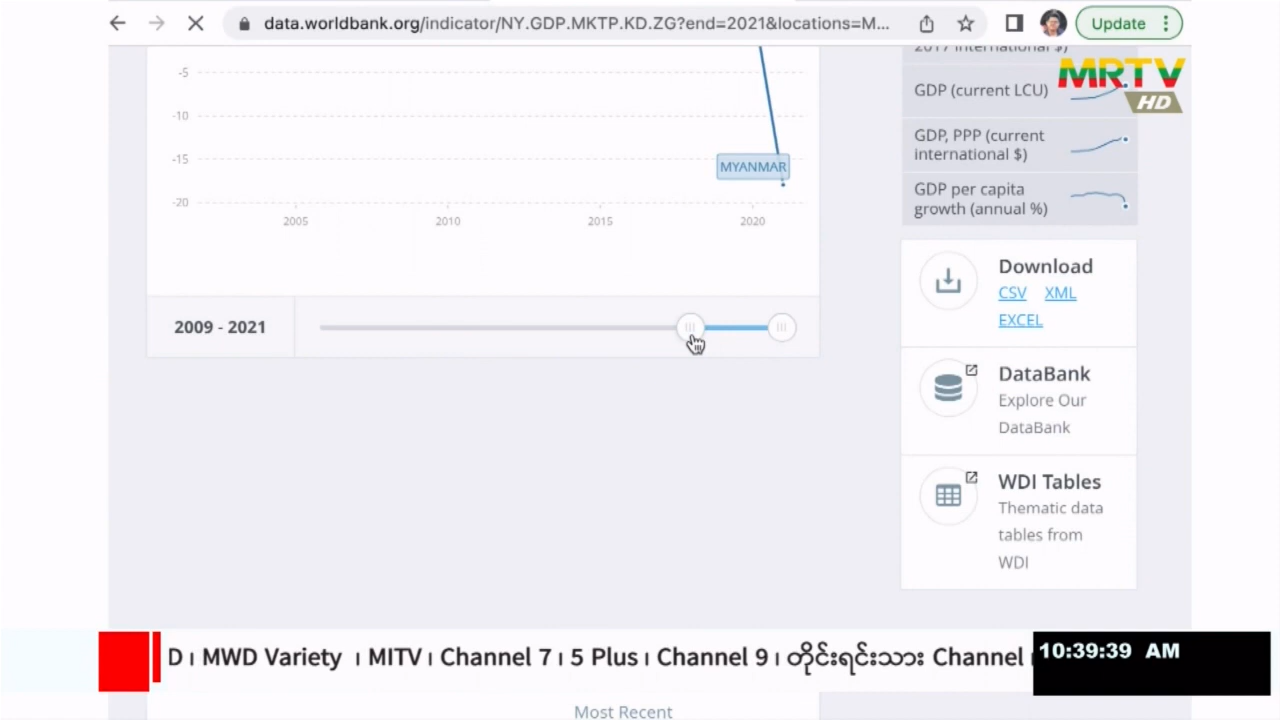 data.worldbank.org/indicator/NY.GDP.MKTP.KD.ZG?end=2021&locations=M...
Update
2017 international $)
MRTV
HD
-5
-10
-15
-20
MYANMAR
2005
2010
2015
2020
GDP (current LCU)
GDP, PPP (current
international $)
GDP per capita
growth (annual %)
2009 - 2021
Download
CSV XML
EXCEL
DataBank
Explore Our
DataBank
WDI Tables
Thematic data
tables from
WDI
D၊ MWD Variety ၊ MITV၊ Channel 7၊ 5 Plus၊ Channel 9၊ တိုင်းရင်းသား Channel ၊
10:39:39 AM
Most Recent